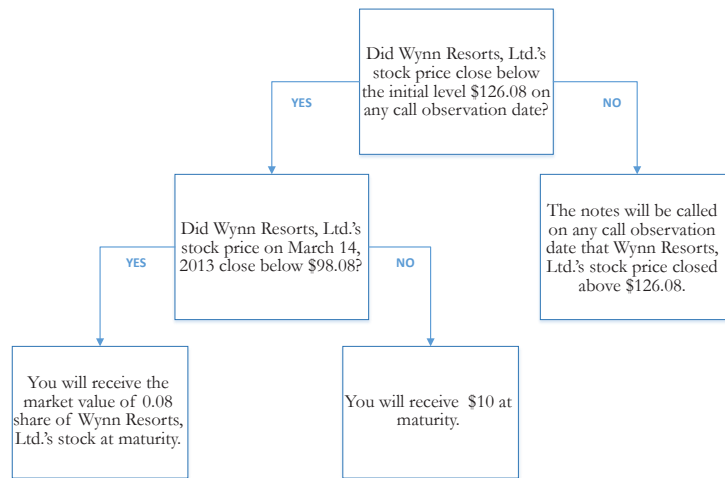 Did Wynn Resorts, Ltd.'s
stock price close below
the initial level $126.08 on
any call observation date?
YES
NO
Did Wynn Resorts, Ltd.'s
stock price on March 14,
2013 close below $98.08?
The notes will be called
on any call observation
date that Wynn Resorts,
Ltd.'s stock price closed
above $126.08.
YES
NO
You will receive the
market value of 0.08
share of Wynn Resorts,
Ltd.'s stock at maturity.
You will receive $10 at
maturity.